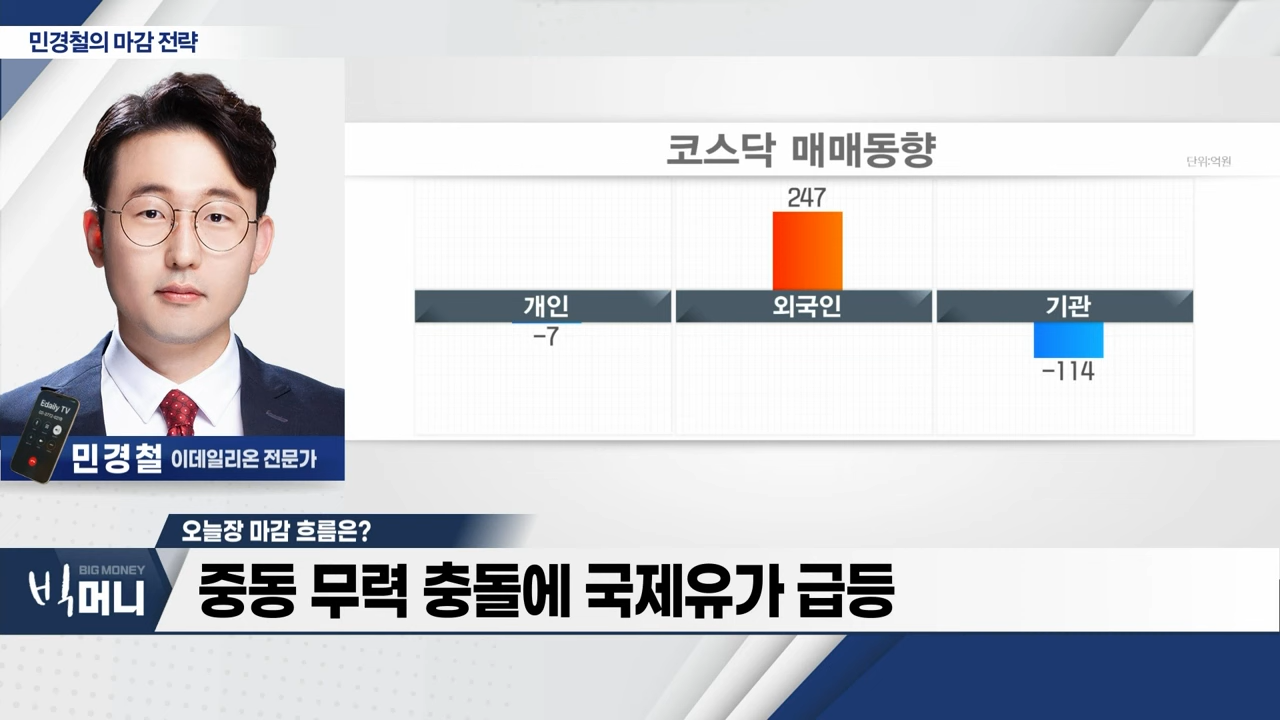 민경철의 마감 전략
코스닥 매매동향
단위:억원
247
개인
외국인
기관
-7
-114
Edaily TV
민경철 이데일리온 전문가
오늘장 마감 흐름은?
BIG MONEY
빅머니
중동 무력 충돌에 국제유가 급등